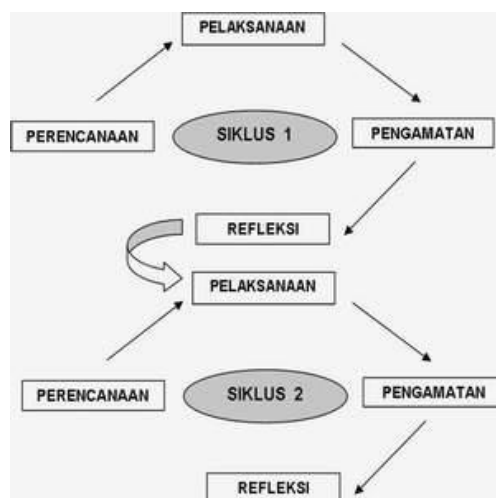 PELAKSANAAN
PERENCANAAN
SIKLUS 1
PENGAMATAN
REFLEKSI
PELAKSANAAN
PERENCANAAN
SIKLUS 2
PENGAMATAN
REFLEKSI